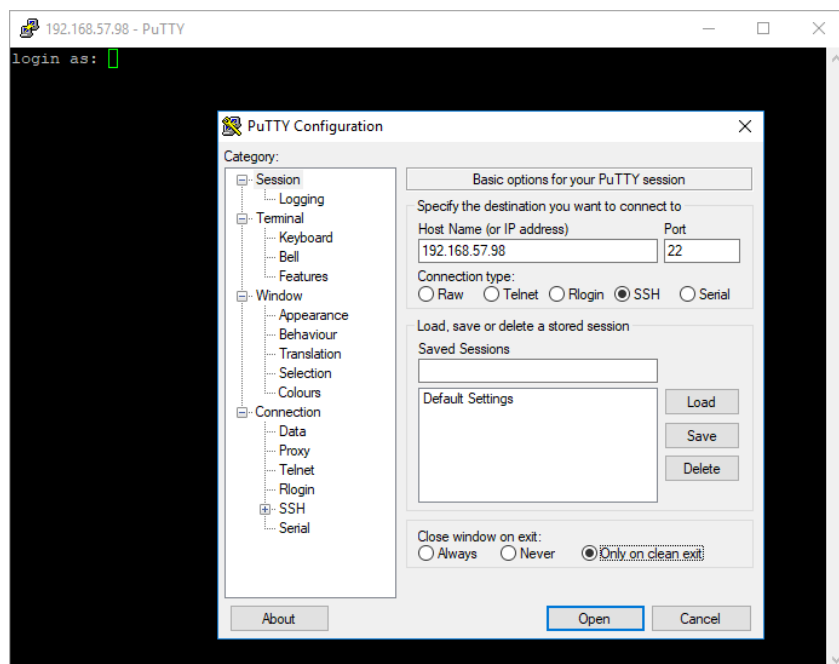 192.168.57.98 - PuTTY
login as:
PuTTY Configuration
Category:
Session
Logging
Terminal
Keyboard
Bell
Features
Window
Appearance
Behaviour
Translation
Selection
Colours
Connection
Data
Proxy
Telnet
Rlogin
SSH
Serial
Basic options for your PuTTY session
Specify the destination you want to connect to
Host Name (or IP address) Port
192.168.57.98 22
Connection type:
Raw Telnet Rlogin SSH Serial
Load, save or delete a stored session
Saved Sessions
Default Settings
Load
Save
Delete
Close window on exit:
Always Never Only on clean exit
About Open Cancel